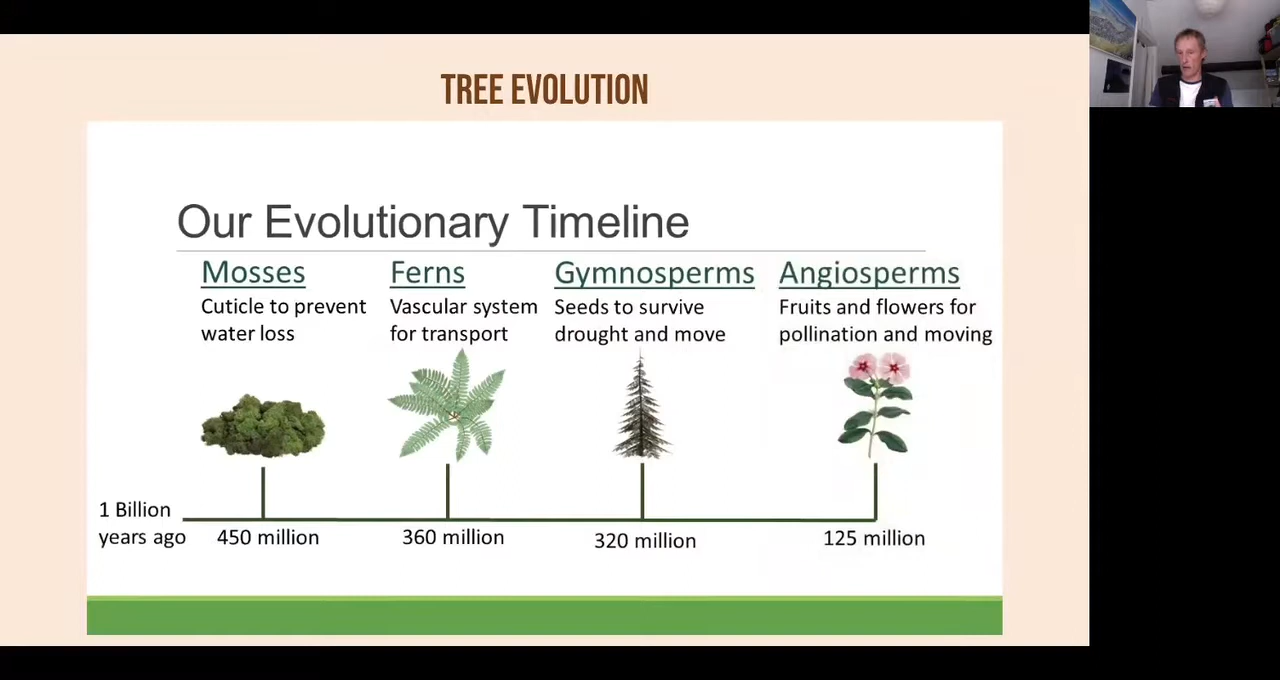 TREE EVOLUTION
Our Evolutionary Timeline
Mosses
Cuticle to prevent
water loss
Ferns
Vascular system
for transport
Gymnosperms
Seeds to survive
drought and move
Angiosperms
Fruits and flowers for
pollination and moving
1 Billion
years ago
450 million
360 million
320 million
125 million